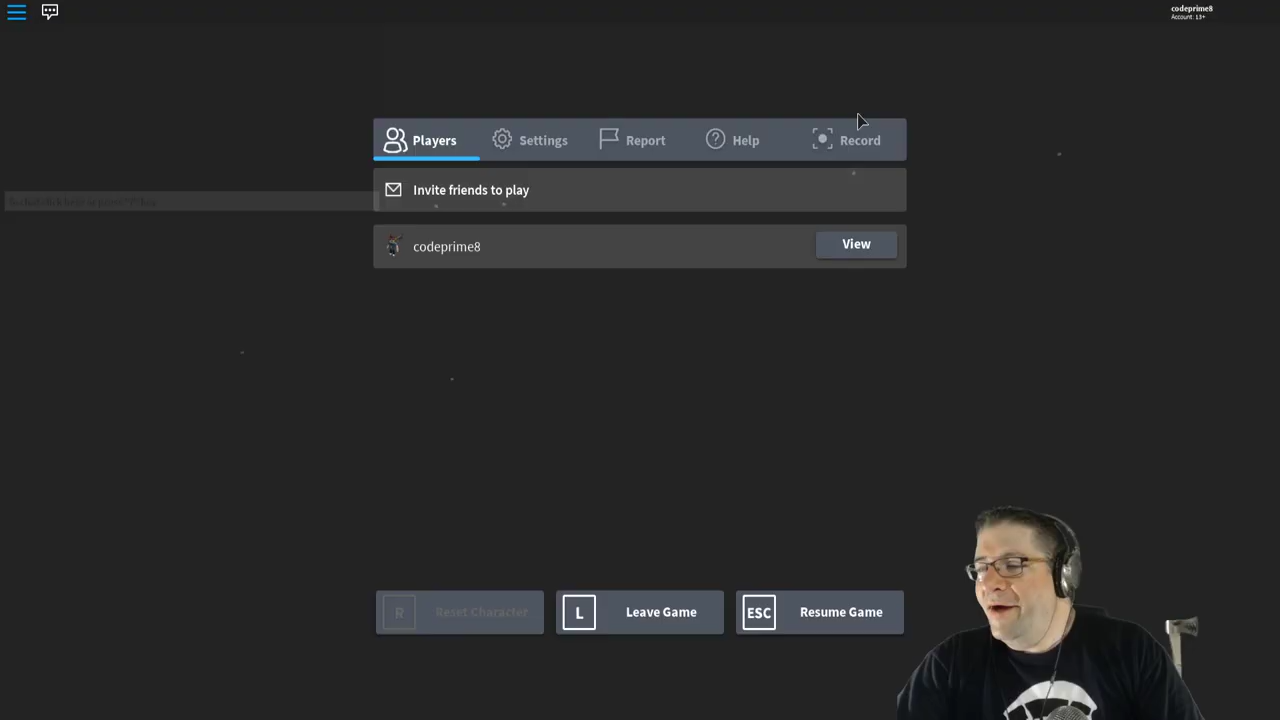 codeprime8
Account: 13+
Players
Settings
Report
Help
Record
Invite friends to play
codeprime8
View
R
Reset Character
L
Leave Game
ESC
Resume Game